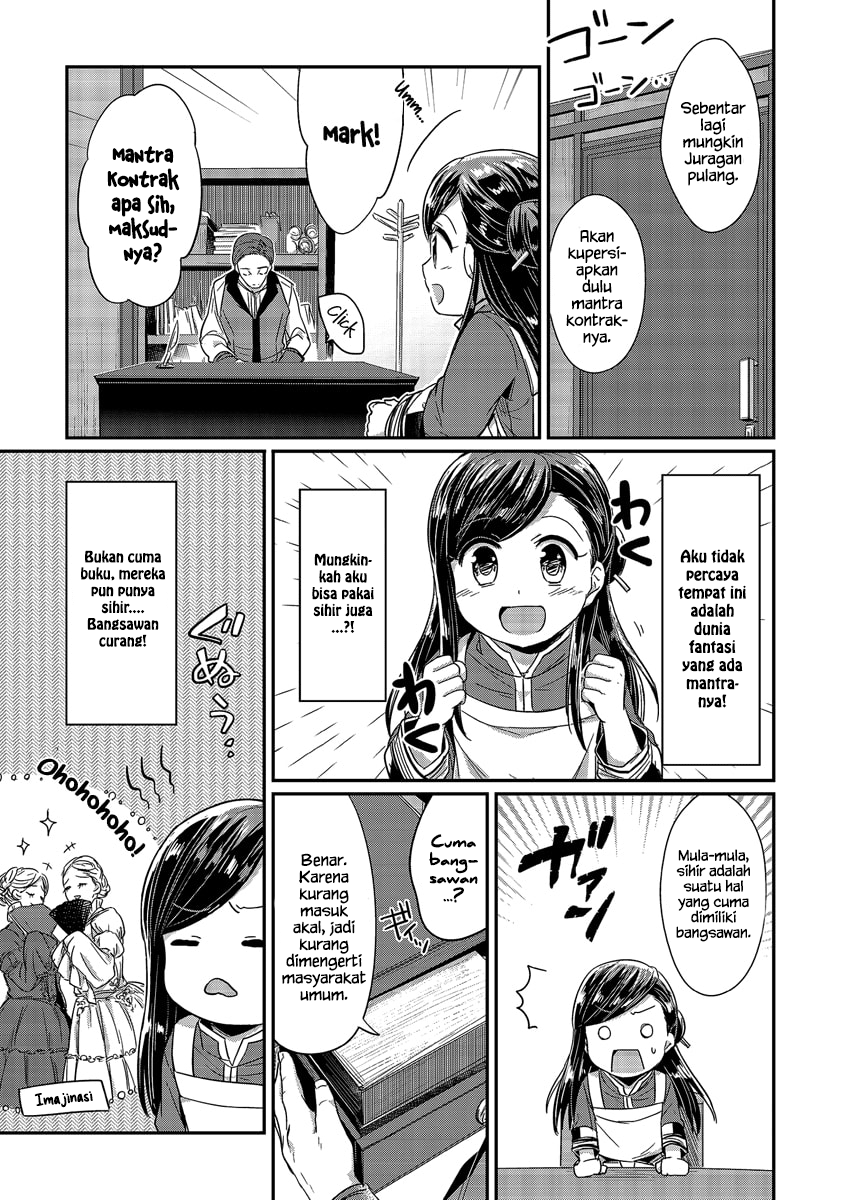 ゴーン
ゴーン
Sebentar
lagi
mungkin
Juragan
pulang.
Akan
kupersi-
apkan
dulu
mantra
kontrak-
nya.
Umm...
Mark!
Mantra
kontrak
apa sih,
maksud-
nya?
Click
Aku tidak
percaya
tempat ini
adalah
dunia
fantasi
yang ada
mantra-
nya!
わく
わく
Mungkin-
kah aku
bisa pakai
sihir juga
...?!
Bukan cuma
buku, mereka
pun punya
sihir....
Bangsawan
curang!
ぐぬぅ..
Ohohohoho!
Imajinasi
Mula-mula,
sihir adalah
suatu hal
yang cuma
dimiliki
bangsawan.
ガァン
Cuma
bang-
sawan
...?
ギィ...
Benar.
Karena
kurang
masuk
akal, jadi
kurang
dimengerti
masyarakat
umum.